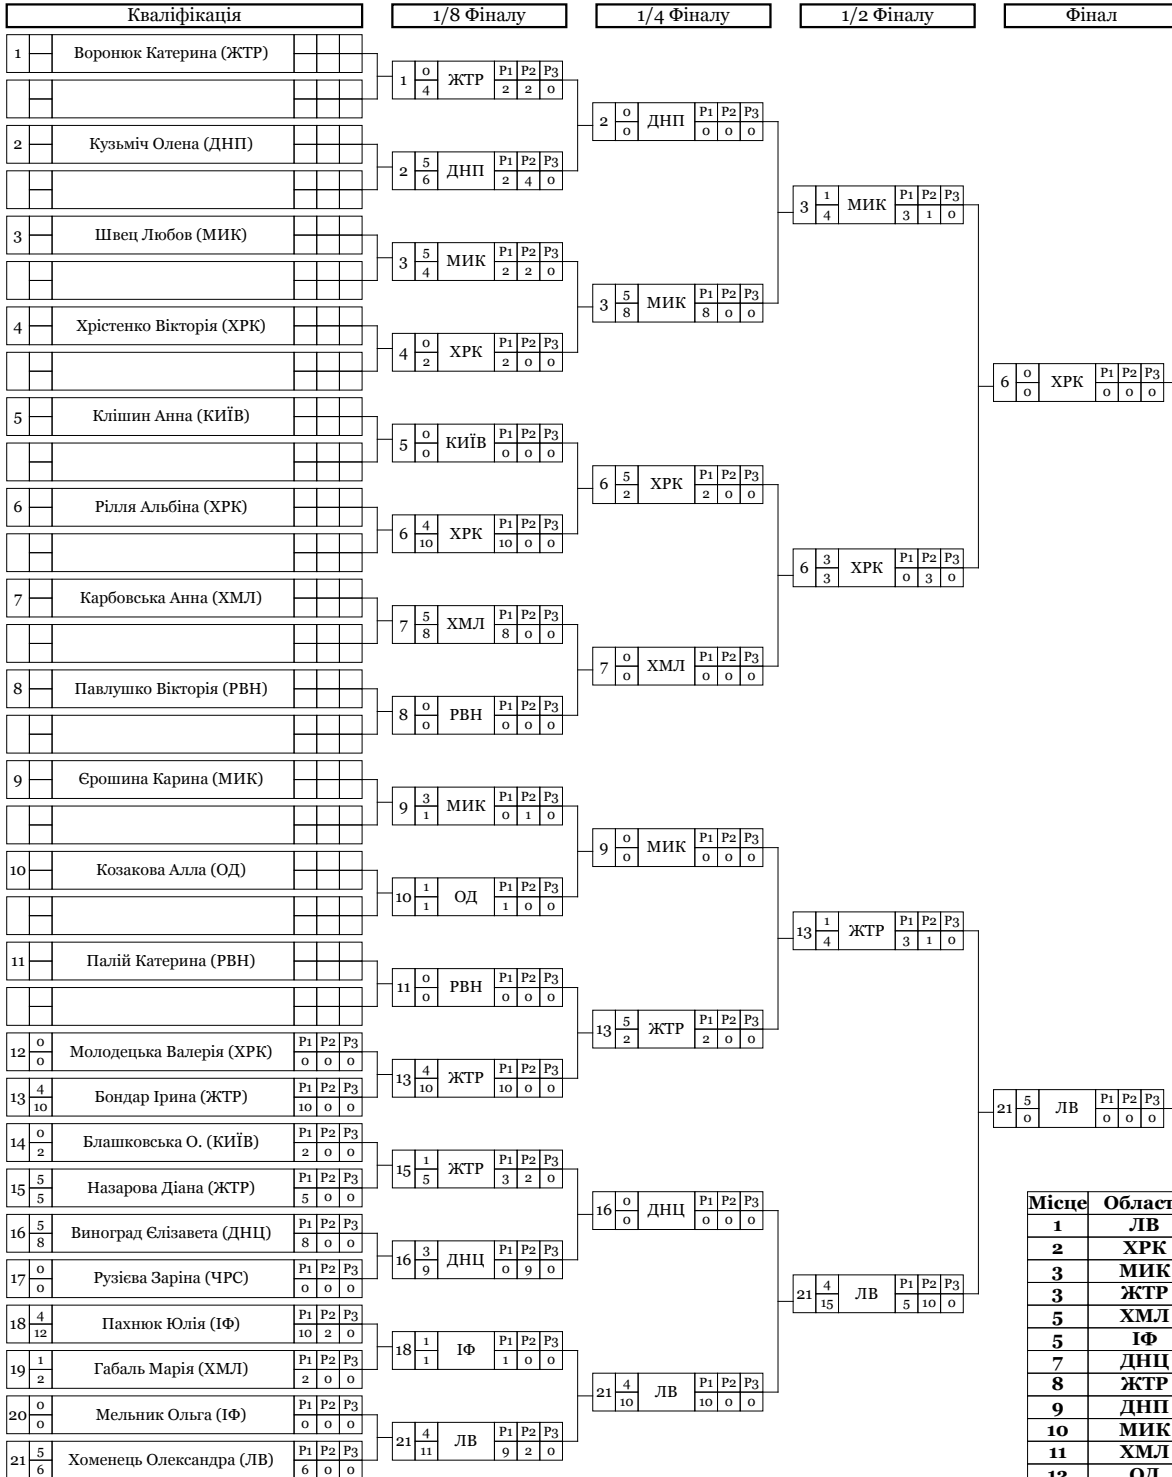 Кваліфікація
1/8 Фіналу
1/4 Фіналу
1/2 Фіналу
Фінал
1 Воронюк Катерина (ЖТР)
2 Кузьміч Олена (ДНП)
3 Швец Любов (МИК)
4 Хрістенко Вікторія (ХРК)
5 Клішин Анна (КИЇВ)
6 Рілля Альбіна (ХРК)
7 Карбовська Анна (ХМЛ)
8 Павлушко Вікторія (РВН)
9 Єрошина Карина (МИК)
10 Козакова Алла (ОД)
11 Палій Катерина (РВН)
12 0 0 Молодецька Валерія (ХРК) P1 P2 P3 0 0 0
13 4 10 Бондар Ірина (ЖТР) P1 P2 P3 10 0 0
14 0 2 Блашковська О. (КИЇВ) P1 P2 P3 2 0 0
15 5 5 Назарова Діана (ЖТР) P1 P2 P3 5 0 0
16 5 8 Виноград Єлізавета (ДНЦ) P1 P2 P3 8 0 0
17 0 0 Рузієва Заріна (ЧРС) P1 P2 P3 0 0 0
18 4 12 Пахнюк Юлія (ІФ) P1 P2 P3 10 2 0
19 1 2 Габаль Марія (ХМЛ) P1 P2 P3 2 0 0
20 0 0 Мельник Ольга (ІФ) P1 P2 P3 0 0 0
21 5 6 Хоменець Олександра (ЛВ) P1 P2 P3 6 0 0
1 0 4 ЖТР P1 P2 P3 2 2 0
2 5 6 ДНП P1 P2 P3 2 4 0
3 5 4 МИК P1 P2 P3 2 2 0
4 0 2 ХРК P1 P2 P3 2 0 0
5 0 0 КИЇВ P1 P2 P3 0 0 0
6 4 10 ХРК P1 P2 P3 10 0 0
7 5 8 ХМЛ P1 P2 P3 8 0 0
8 0 0 РВН P1 P2 P3 0 0 0
9 3 1 МИК P1 P2 P3 0 1 0
10 1 1 ОД P1 P2 P3 1 0 0
11 0 0 РВН P1 P2 P3 0 0 0
13 4 10 ЖТР P1 P2 P3 10 0 0
15 1 5 ЖТР P1 P2 P3 3 2 0
16 3 9 ДНЦ P1 P2 P3 0 9 0
18 1 1 ІФ P1 P2 P3 1 0 0
21 4 11 ЛВ P1 P2 P3 9 2 0
2 0 0 ДНП P1 P2 P3 0 0 0
3 5 8 МИК P1 P2 P3 8 0 0
6 5 2 ХРК P1 P2 P3 2 0 0
7 0 0 ХМЛ P1 P2 P3 0 0 0
9 0 0 МИК P1 P2 P3 0 0 0
13 5 2 ЖТР P1 P2 P3 2 0 0
16 0 0 ДНЦ P1 P2 P3 0 0 0
21 4 10 ЛВ P1 P2 P3 10 0 0
3 1 4 МИК P1 P2 P3 3 1 0
6 3 3 ХРК P1 P2 P3 0 3 0
13 1 4 ЖТР P1 P2 P3 3 1 0
21 4 15 ЛВ P1 P2 P3 5 10 0
6 0 0 ХРК P1 P2 P3 0 0 0
21 5 0 ЛВ P1 P2 P3 0 0 0
Місце Област
1 ЛВ
2 ХРК
3 МИК
3 ЖТР
5 ХМЛ
5 ІФ
7 ДНЦ
8 ЖТР
9 ДНП
10 МИК
11 ХМЛ
12 ОД